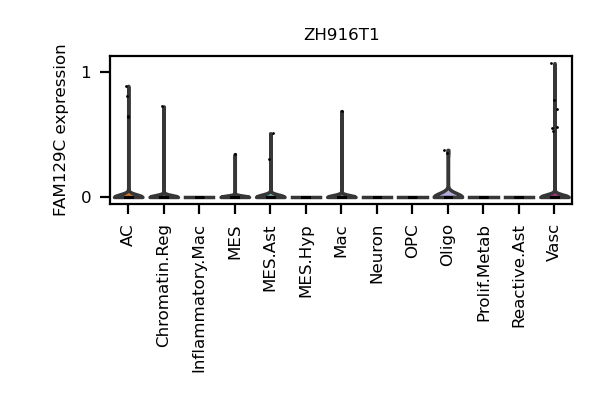 ZH916T1
FAM129C expression
1
0
AC
Chromatin.Reg
Inflammatory.Mac
MES
MES.Ast
MES.Hyp
Mac
Neuron
OPC
Oligo
Prolif.Metab
Reactive.Ast
Vasc